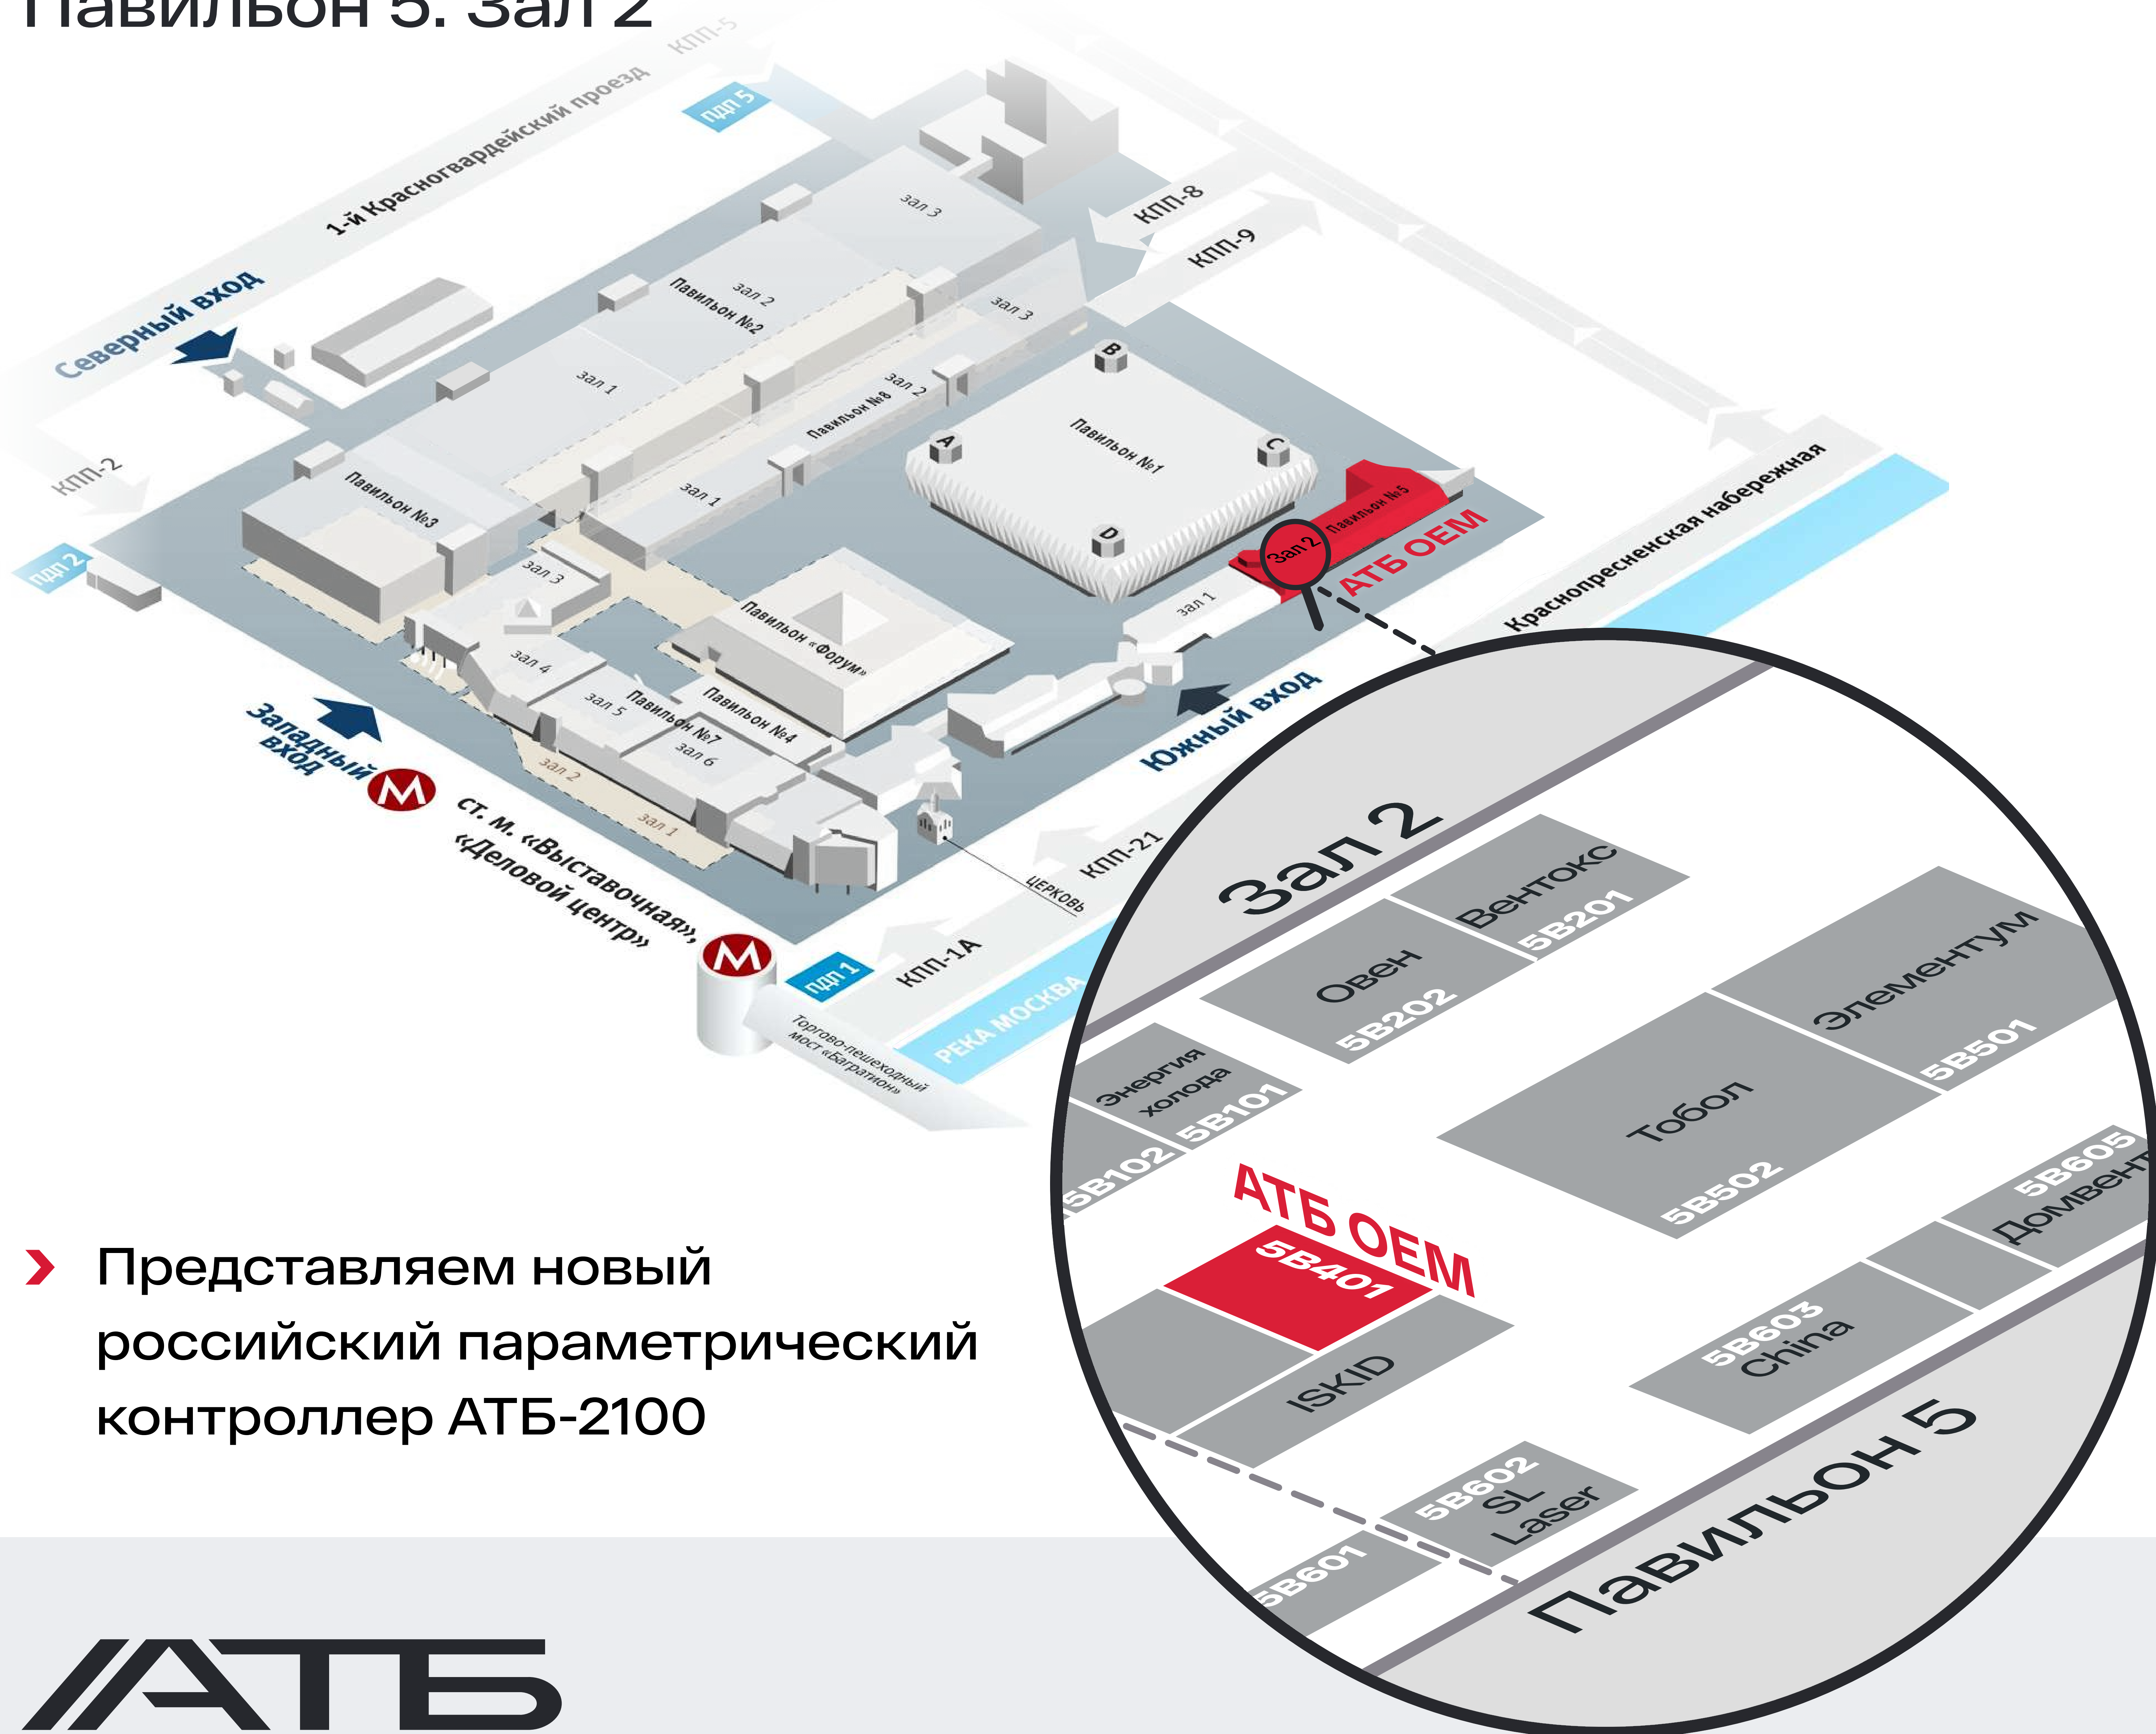 Павильон 5. Зал 2
КПП-5
1-й Красногвардейский проезд
ПДП 5
Северный вход
КПП-8
КПП-9
зал 3
зал 2
Павильон №2
зал 1
зал 3
зал 2
Павильон №8
зал 1
КПП-2
ПДП 2
Павильон №3
B
A
C
D
Павильон №1
Павильон №5
Зал 2
АТБ ОЕМ
зал 1
Краснопресненская набережная
зал 3
зал 4
зал 5
Павильон №7
зал 6
Павильон №4
Павильон «Форум»
зал 2
зал 1
Западный
вход
М
ст. м. «Выставочная»,
«Деловой центр»
М
Южный вход
КПП-21
ЦЕРКОВЬ
ПДП 1
КПП-1А
РЕКА МОСКВА
Торгово-пешеходный
мост «Багратион»
Зал 2
Вентокс
5B201
Овен
5B202
Элементум
5B501
Энергия
холода
5B101
5B102
Тобол
5B502
5B605
Домвент
АТБ ОЕМ
5B401
ISKID
5B603
China
5B602
SL
Laser
5B601
Павильон 5
Представляем новый
российский параметрический
контроллер АТБ-2100
АТБ